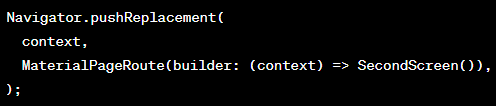 Navigator.pushReplacement(
  context,
  MaterialPageRoute(builder: (context) => SecondScreen()),
);